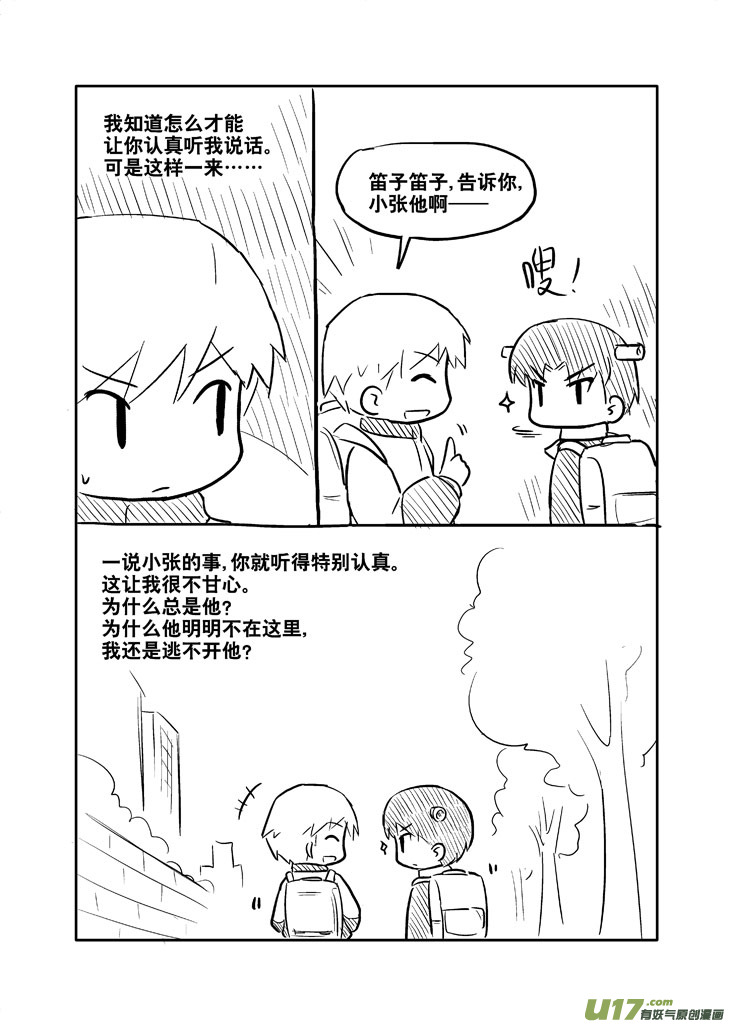 我知道怎么才能
让你认真听我说话。
可是这样一来……
笛子笛子,告诉你,
小张他啊——
嗖!
一说小张的事,你就听得特别认真。
这让我很不甘心。
为什么总是他?
为什么他明明不在这里,
我还是逃不开他?
U17.com
有妖气原创漫画